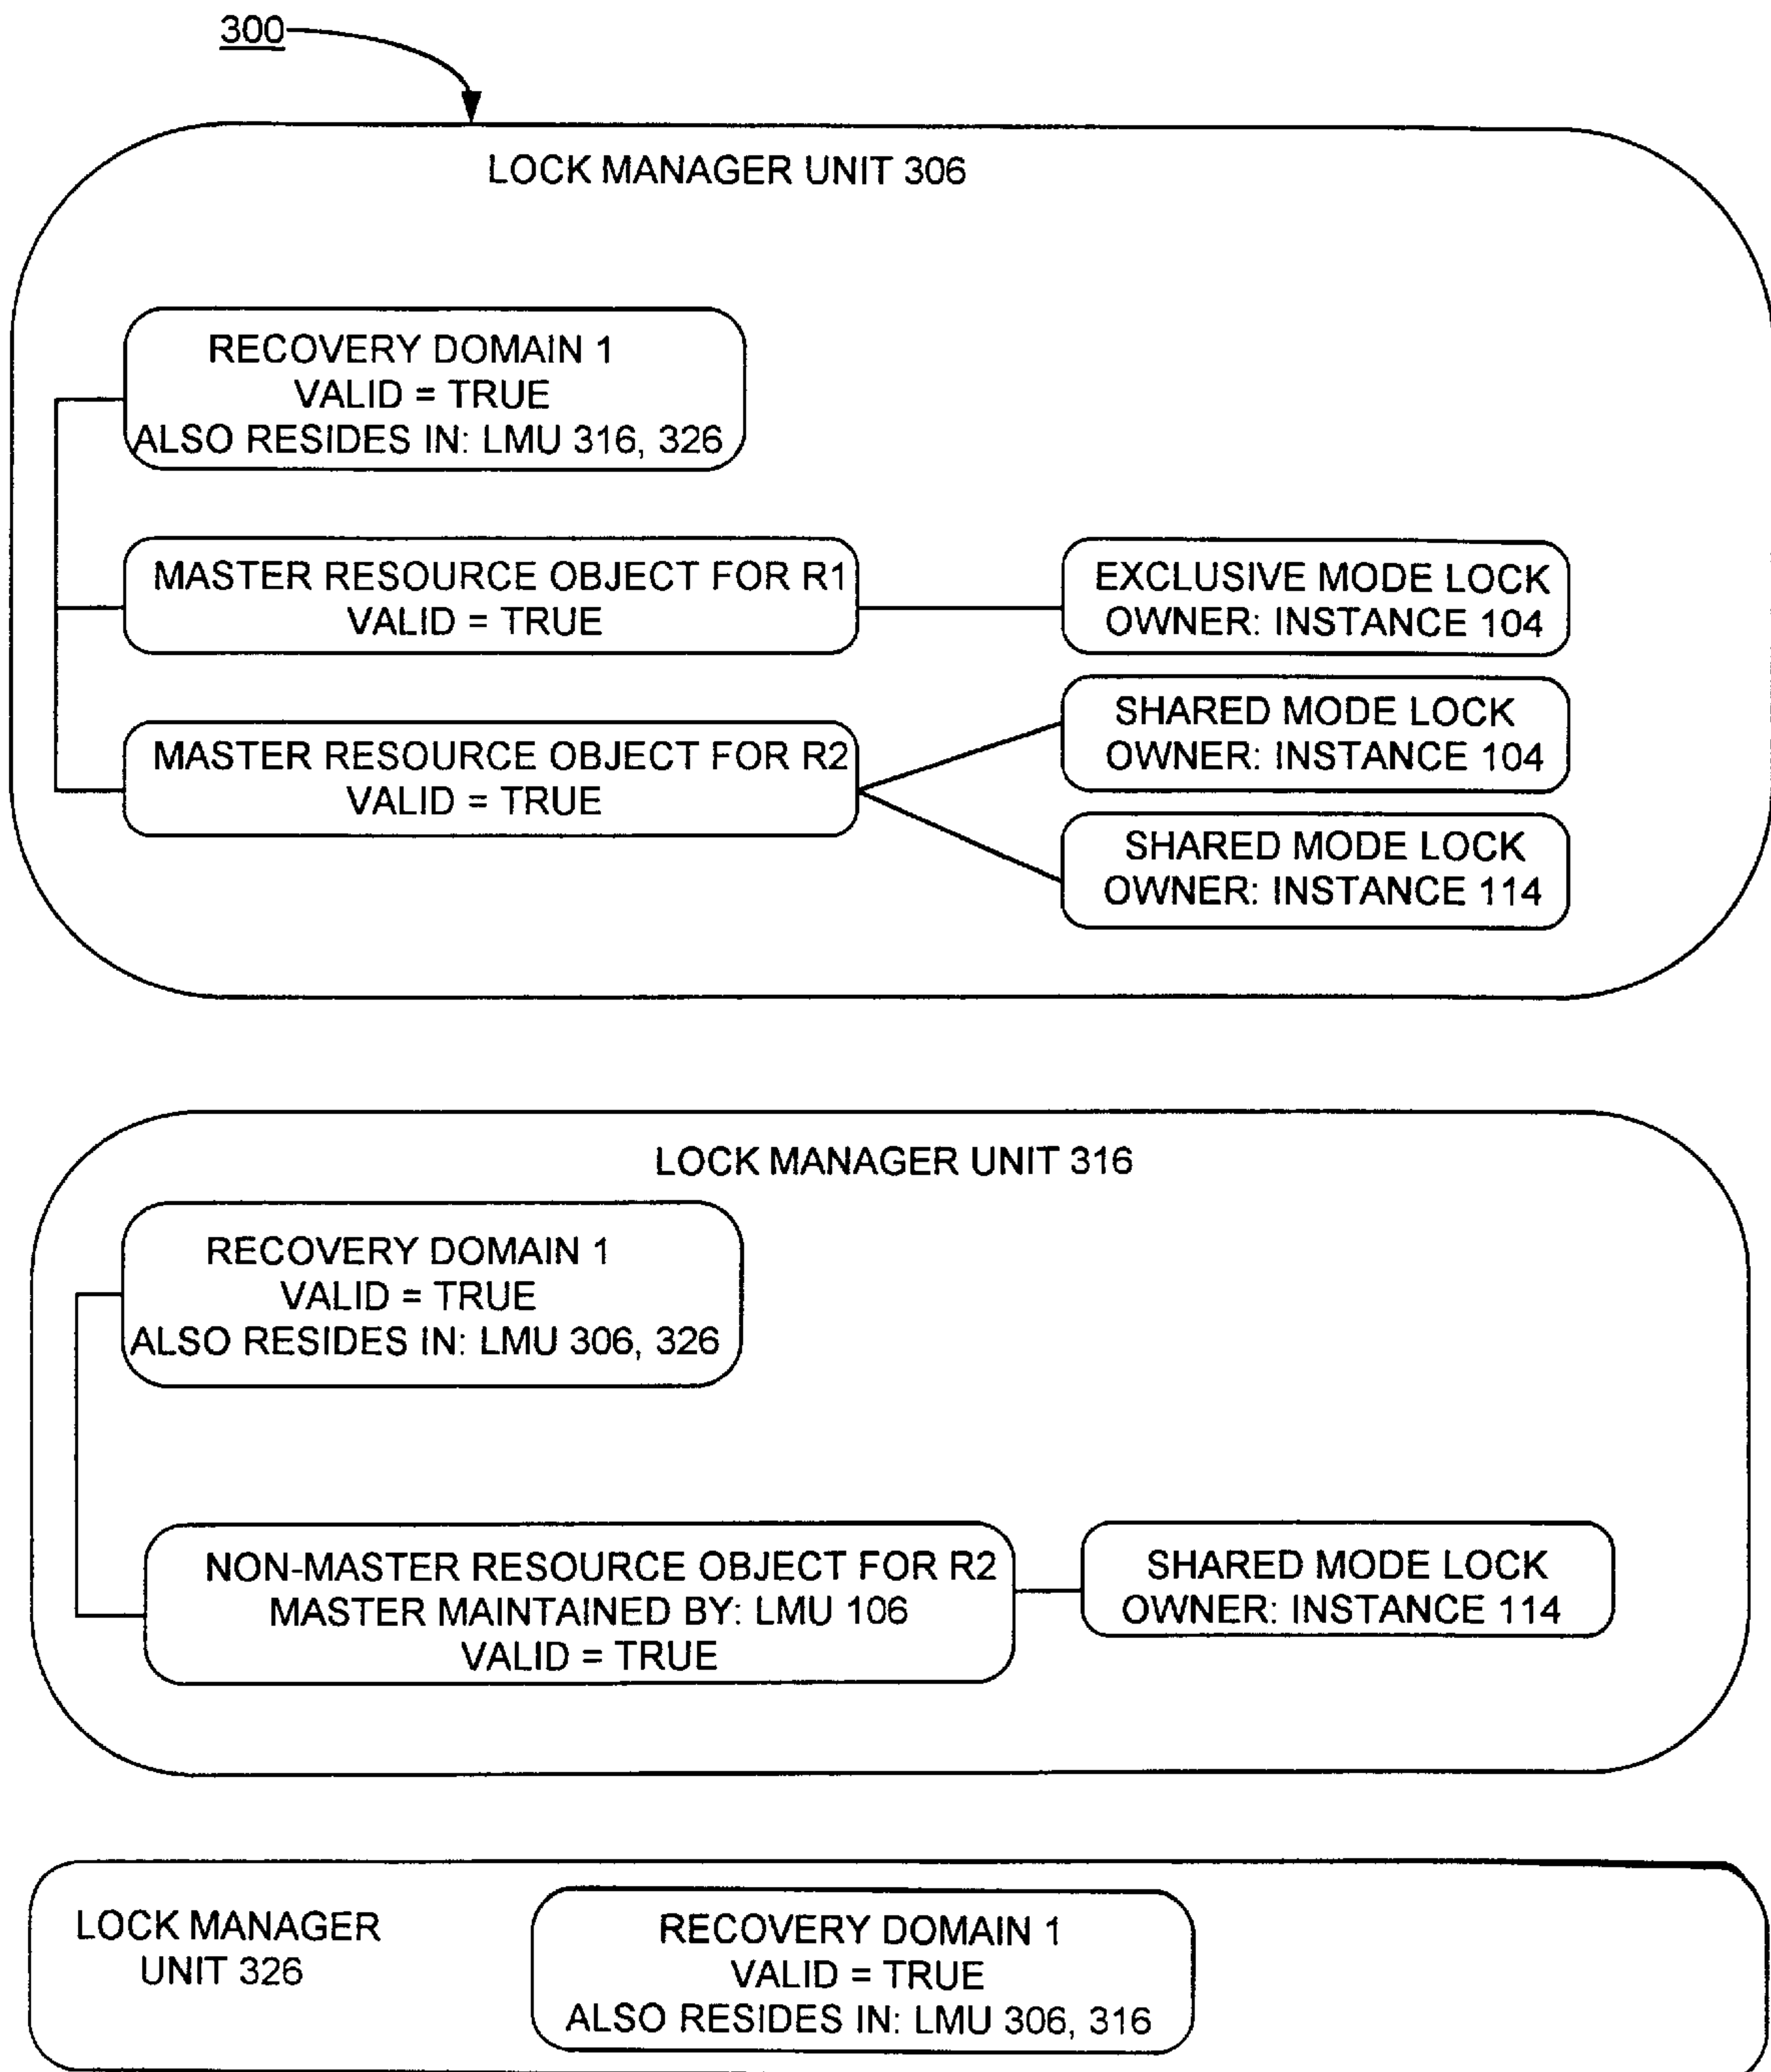 300
LOCK MANAGER UNIT 306
RECOVERY DOMAIN 1
VALID = TRUE
ALSO RESIDES IN: LMU 316, 326
MASTER RESOURCE OBJECT FOR R1
VALID = TRUE
EXCLUSIVE MODE LOCK
OWNER: INSTANCE 104
MASTER RESOURCE OBJECT FOR R2
VALID = TRUE
SHARED MODE LOCK
OWNER: INSTANCE 104
SHARED MODE LOCK
OWNER: INSTANCE 114
LOCK MANAGER UNIT 316
RECOVERY DOMAIN 1
VALID = TRUE
ALSO RESIDES IN: LMU 306, 326
NON-MASTER RESOURCE OBJECT FOR R2
MASTER MAINTAINED BY: LMU 106
VALID = TRUE
SHARED MODE LOCK
OWNER: INSTANCE 114
LOCK MANAGER
UNIT 326
RECOVERY DOMAIN 1
VALID = TRUE
ALSO RESIDES IN: LMU 306, 316